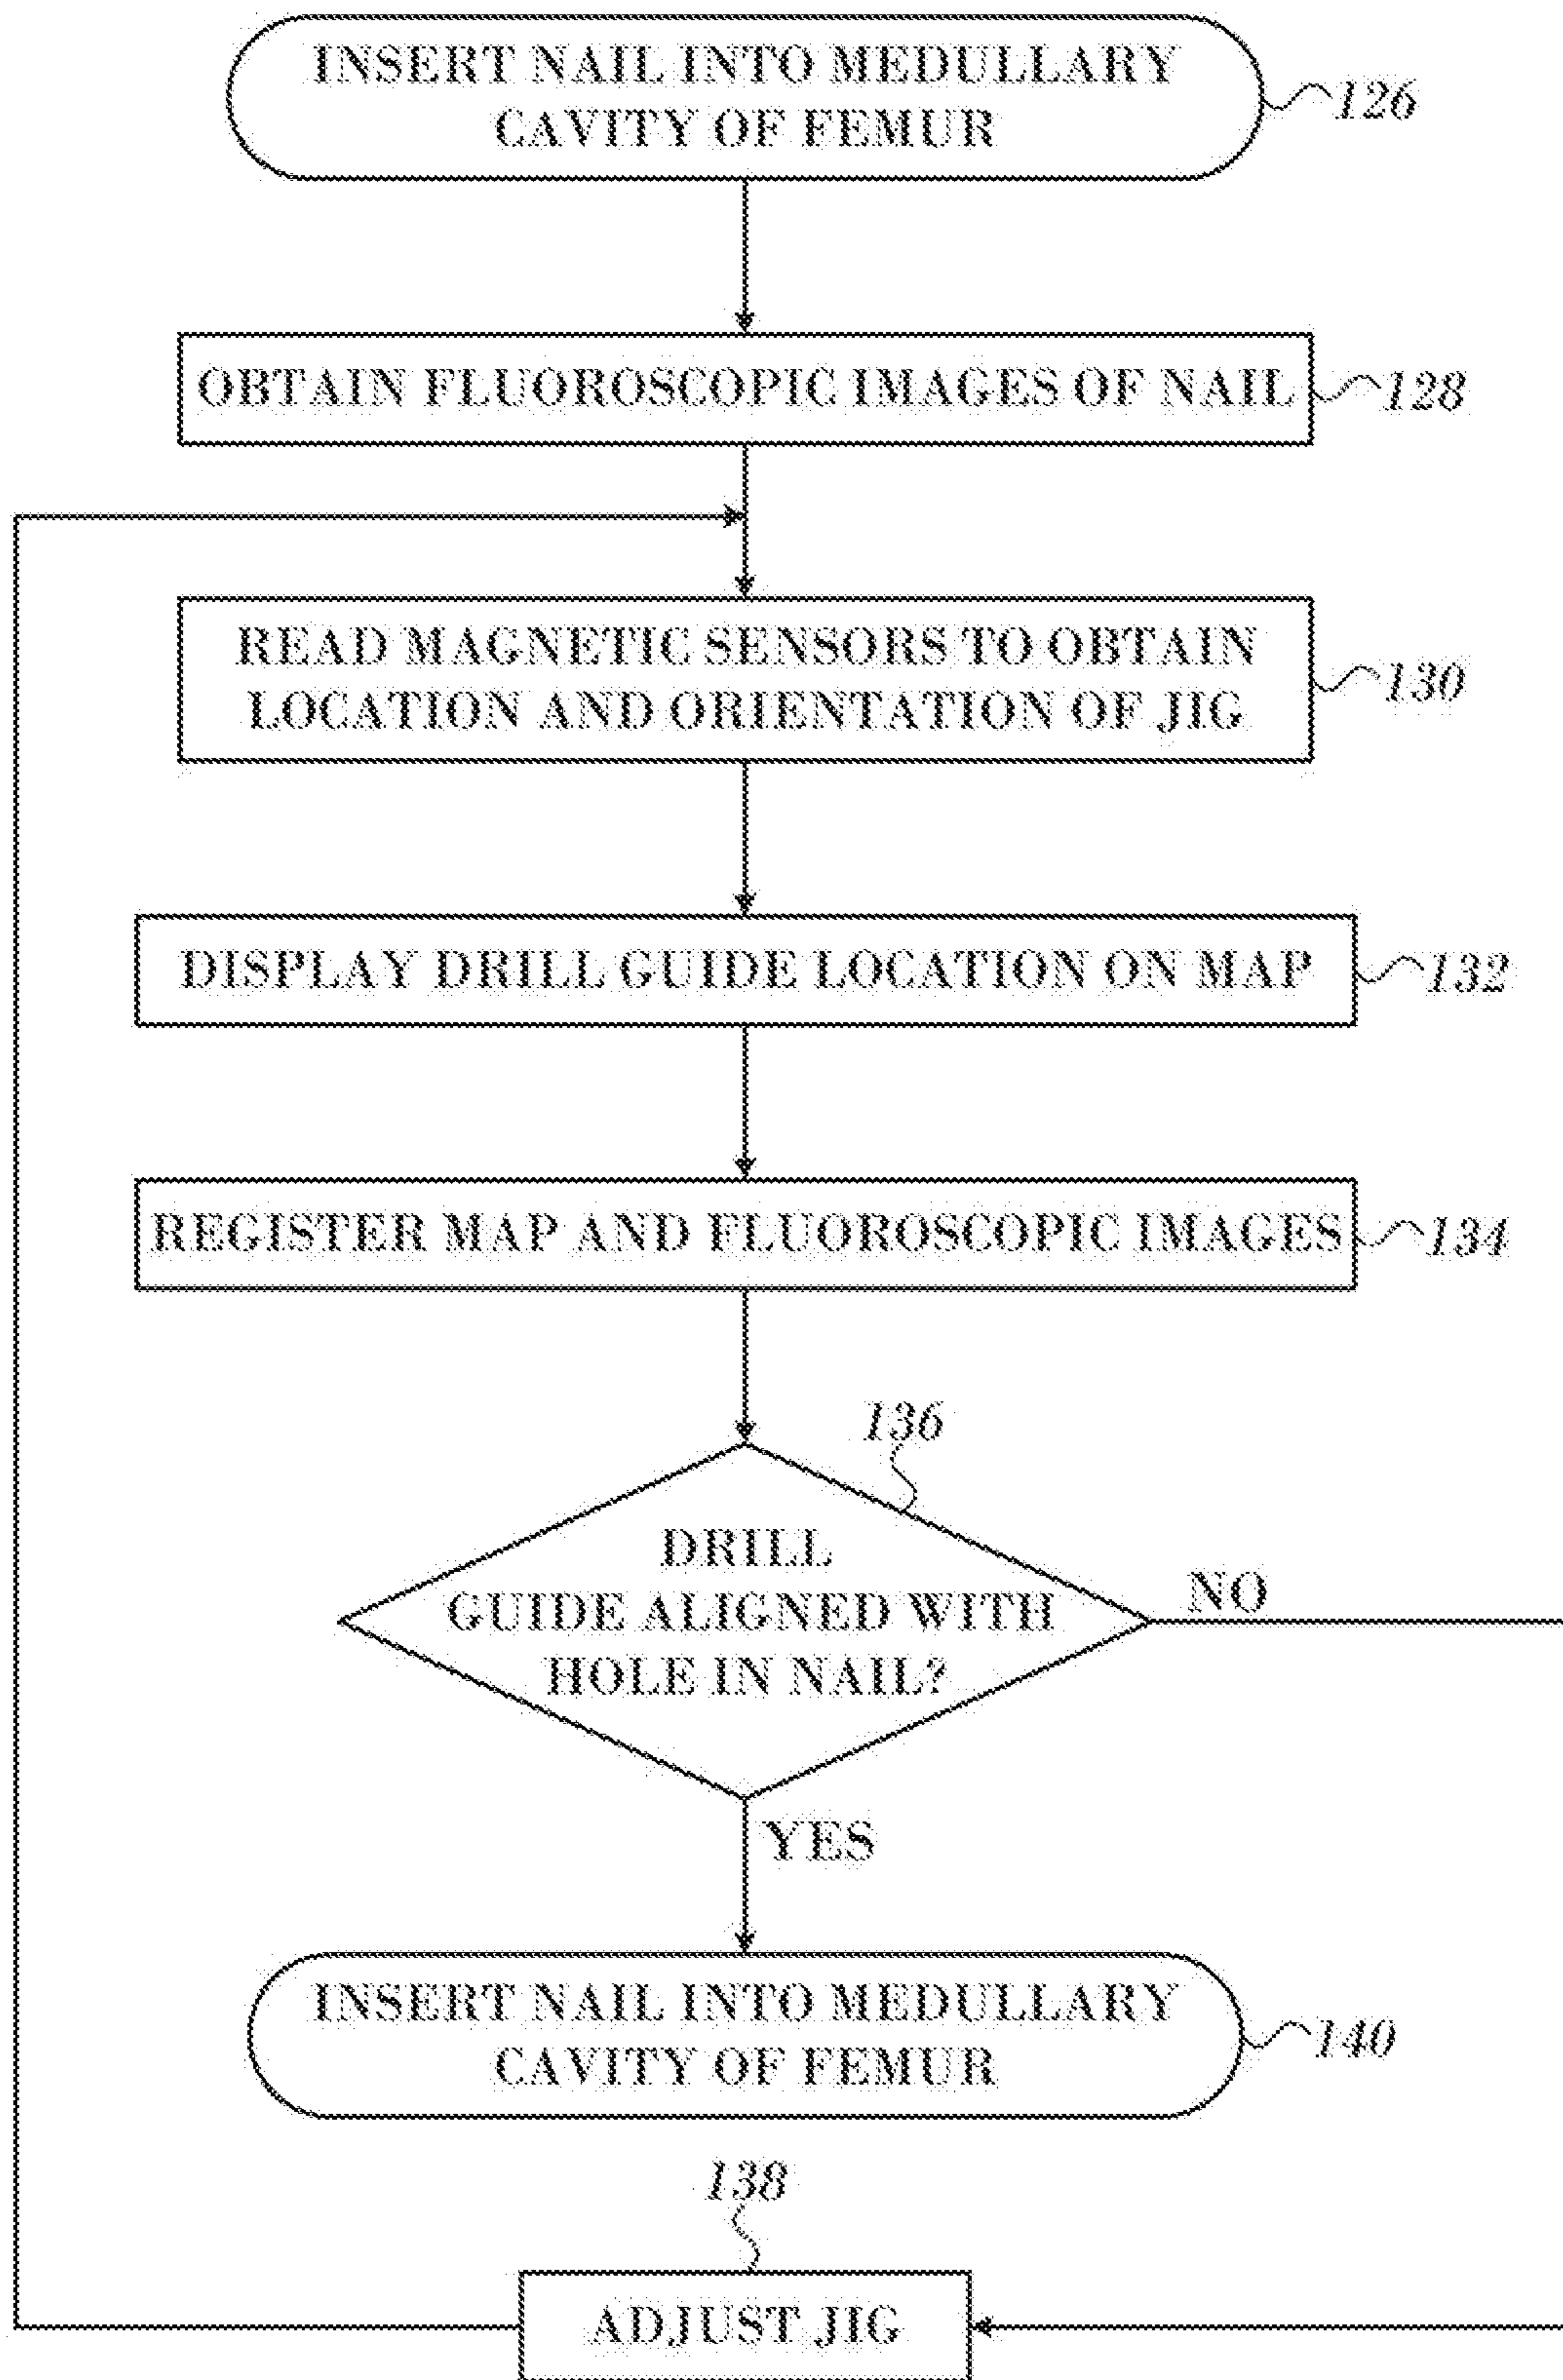 INSERT NAIL INTO MEDULLARY
CAVITY OF FEMUR
126
OBTAIN FLUOROSCOPIC IMAGES OF NAIL
128
READ MAGNETIC SENSORS TO OBTAIN
LOCATION AND ORIENTATION OF JIG
130
DISPLAY DRILL GUIDE LOCATION ON MAP
132
REGISTER MAP AND FLUOROSCOPIC IMAGES
134
136
DRILL
GUIDE ALIGNED WITH
HOLE IN NAIL?
NO
YES
INSERT NAIL INTO MEDULLARY
CAVITY OF FEMUR
140
138
ADJUST JIG